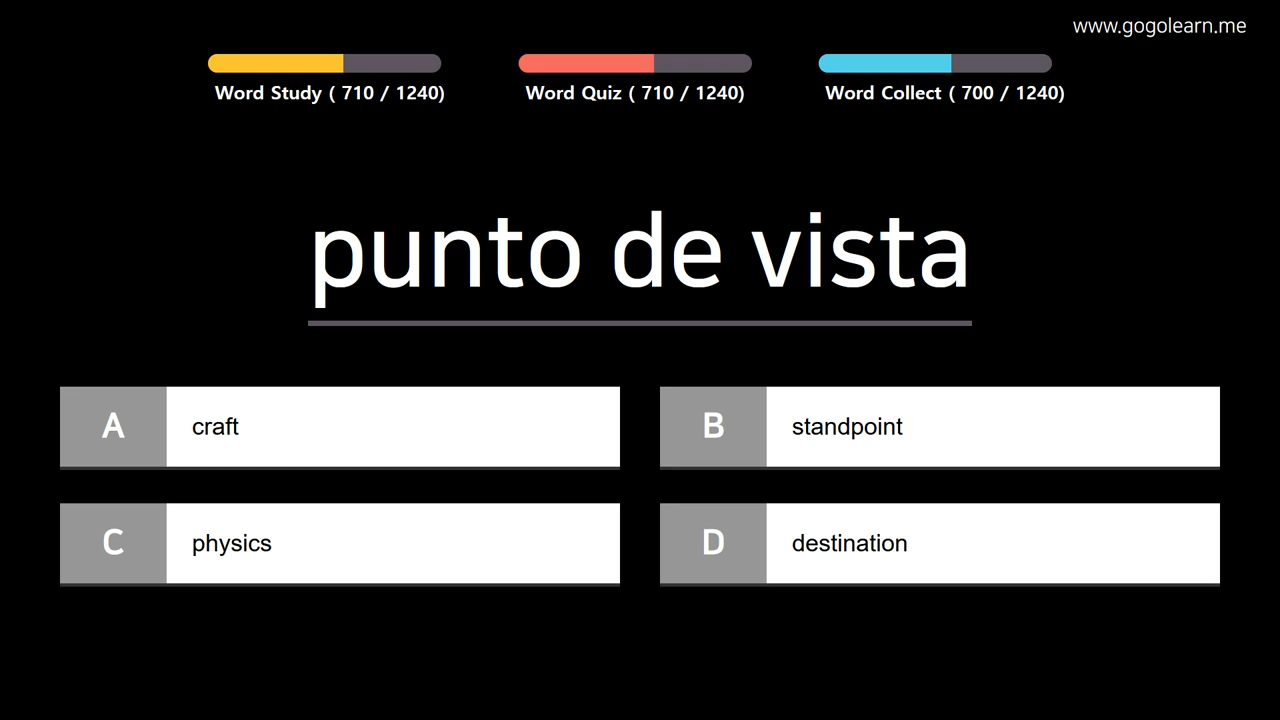 www.gogolearn.me
Word Study ( 710 / 1240)
Word Quiz ( 710 / 1240)
Word Collect ( 700 / 1240)
punto de vista
A craft
B standpoint
C physics
D destination